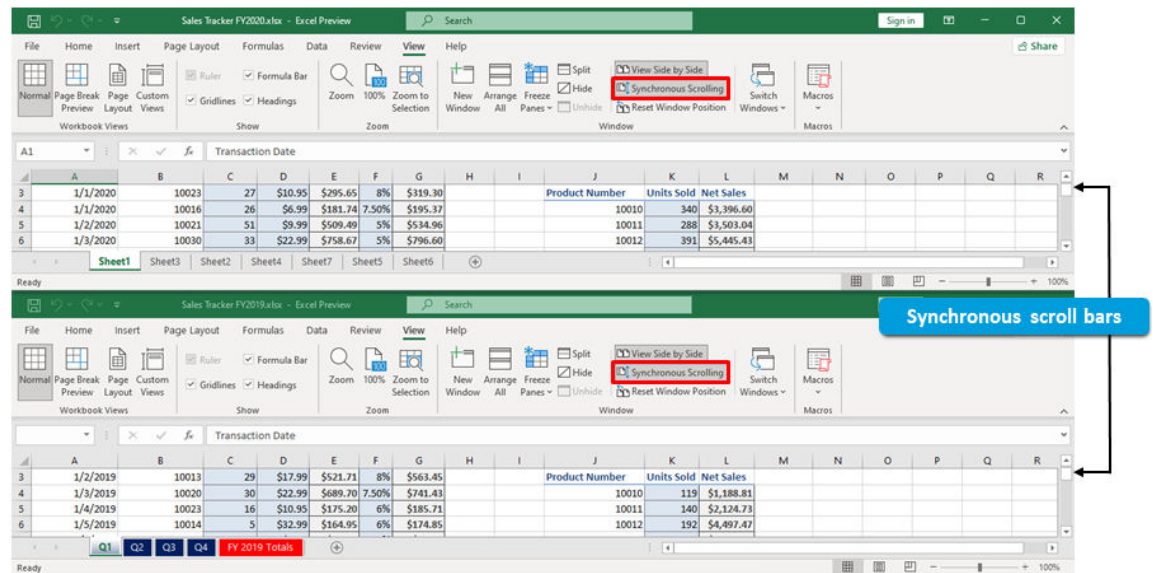 Sales Tracker FY2020.xlsx - Excel Preview Search Sign in
File Home Insert Page Layout Formulas Data Review View Help Share
Normal Page Break Preview Page Layout Custom Views Ruler Formula Bar Gridlines Headings Zoom 100% Zoom to Selection New Window Arrange All Freeze Panes Split Hide Unhide View Side by Side Synchronous Scrolling Reset Window Position Switch Windows Macros
Workbook Views Show Zoom Window Macros
A1 fx Transaction Date
A B C D E F G H I J K L M N O P Q R
3 1/1/2020 10023 27 $10.95 $295.65 8% $319.30 Product Number Units Sold Net Sales
4 1/1/2020 10016 26 $6.99 $181.74 7.50% $195.37 10010 340 $3,396.60
5 1/2/2020 10021 51 $9.99 $509.49 5% $534.96 10011 288 $3,503.04
6 1/3/2020 10030 33 $22.99 $758.67 5% $796.60 10012 391 $5,445.43
Sheet1 Sheet3 Sheet2 Sheet4 Sheet7 Sheet5 Sheet6
Ready 100%
Sales Tracker FY2019.xlsx - Excel Preview Search
Synchronous scroll bars
File Home Insert Page Layout Formulas Data Review View Help
Normal Page Break Preview Page Layout Custom Views Ruler Formula Bar Gridlines Headings Zoom 100% Zoom to Selection New Window Arrange All Freeze Panes Split Hide Unhide View Side by Side Synchronous Scrolling Reset Window Position Switch Windows Macros
Workbook Views Show Zoom Window Macros
fx Transaction Date
A B C D E F G H I J K L M N O P Q R
3 1/2/2019 10013 29 $17.99 $521.71 8% $563.45 Product Number Units Sold Net Sales
4 1/3/2019 10020 30 $22.99 $689.70 7.50% $741.43 10010 119 $1,188.81
5 1/4/2019 10023 16 $10.95 $175.20 6% $185.71 10011 140 $2,124.73
6 1/5/2019 10014 5 $32.99 $164.95 6% $174.85 10012 192 $4,497.47
Q1 Q2 Q3 Q4 FY 2019 Totals
Ready 100%